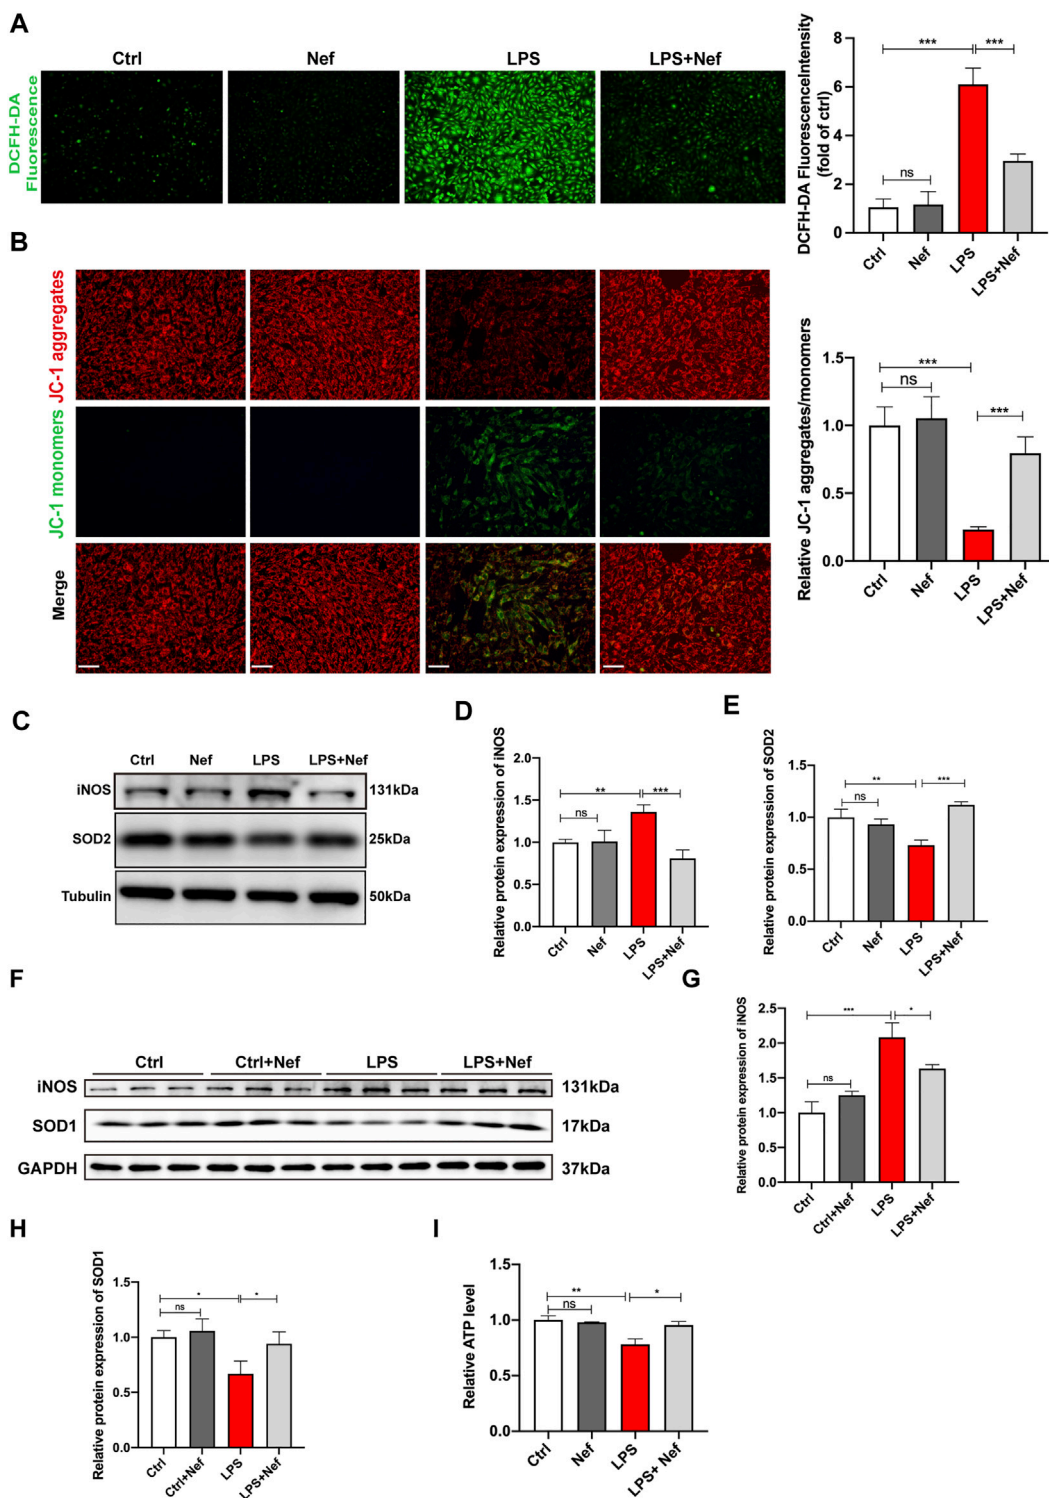 A
Ctrl
Nef
LPS
LPS+Nef
DCFH-DA
Fluorescence
DCFH-DA FluorescenceIntensity
(fold of ctrl)
8
6
4
2
0
***
***
ns
Ctrl
Nef
LPS
LPS+Nef
B
JC-1 aggregates
JC-1 monomers
Merge
Relative JC-1 aggregates/monomers
1.5
1.0
0.5
0.0
***
ns
***
Ctrl
Nef
LPS
LPS+Nef
C
Ctrl
Nef
LPS
LPS+Nef
iNOS
131kDa
SOD2
25kDa
Tubulin
50kDa
D
Relative protein expression of iNOS
2.0
1.5
1.0
0.5
0.0
**
***
ns
Ctrl
Nef
LPS
LPS+Nef
E
Relative protein expression of SOD2
1.5
1.0
0.5
0.0
**
***
ns
Ctrl
Nef
LPS
LPS+Nef
F
Ctrl
Ctrl+Nef
LPS
LPS+Nef
iNOS
131kDa
SOD1
17kDa
GAPDH
37kDa
G
Relative protein expression of iNOS
2.5
2.0
1.5
1.0
0.5
0.0
***
*
ns
Ctrl
Ctrl+Nef
LPS
LPS+Nef
H
Relative protein expression of SOD1
1.5
1.0
0.5
0.0
*
*
ns
Ctrl
Ctrl+Nef
LPS
LPS+Nef
I
Relative ATP level
1.5
1.0
0.5
0.0
**
*
ns
Ctrl
Nef
LPS
LPS+ Nef